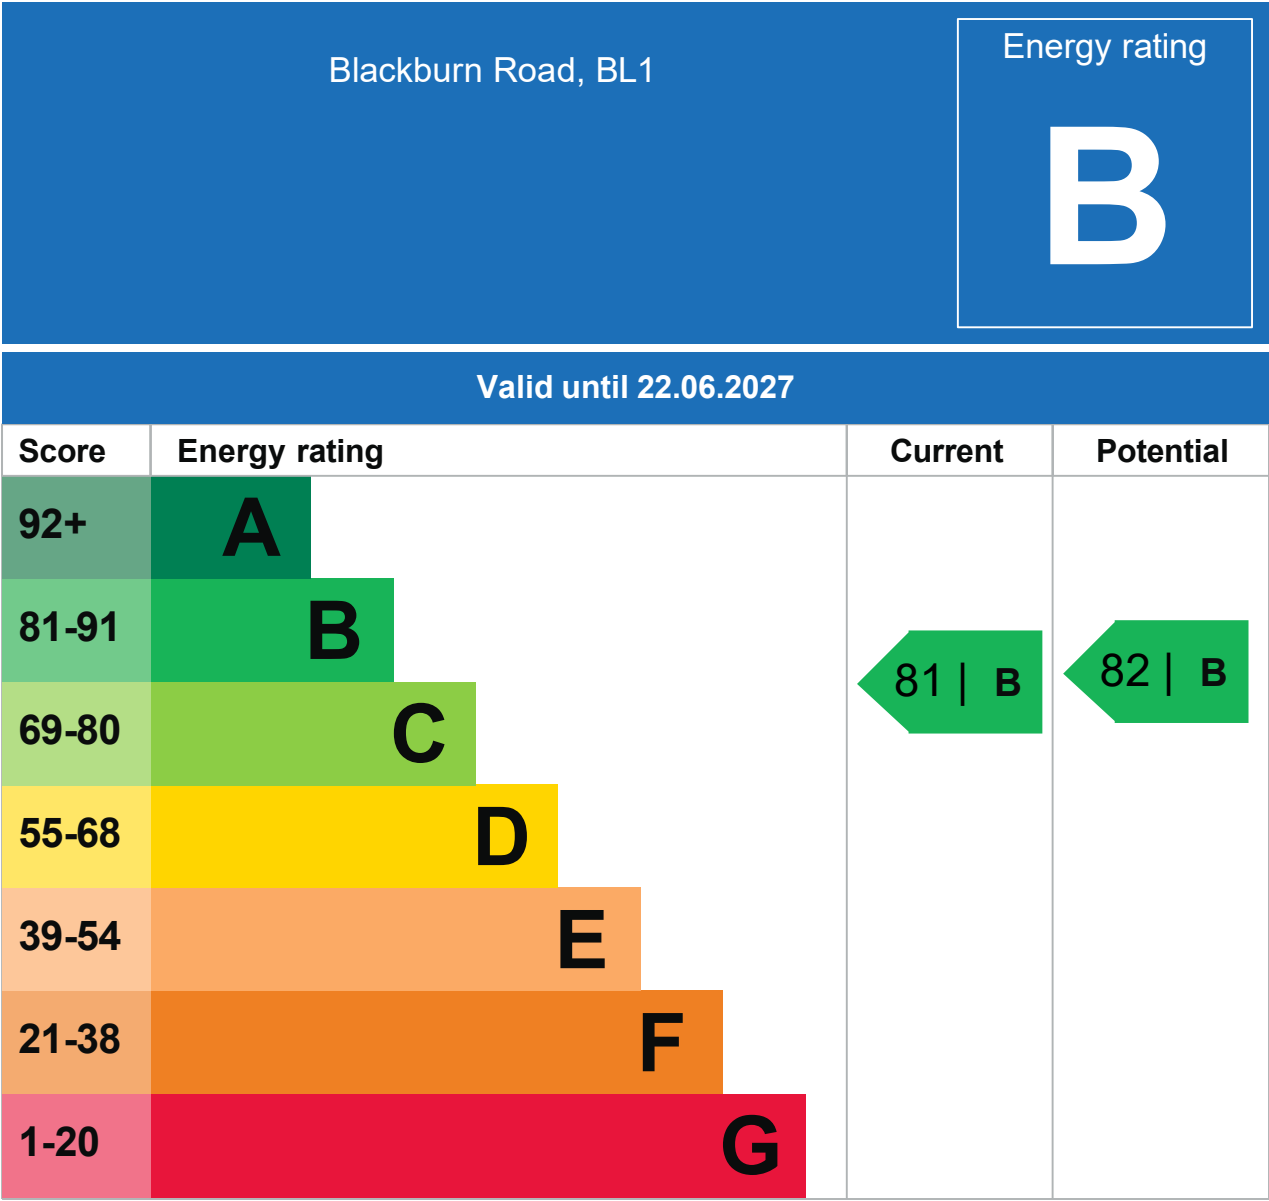 Blackburn Road, BL1
Energy rating
B
Valid until 22.06.2027
Score Energy rating Current Potential
92+ A
81-91 B
81 | B 82 | B
69-80 C
55-68 D
39-54 E
21-38 F
1-20 G